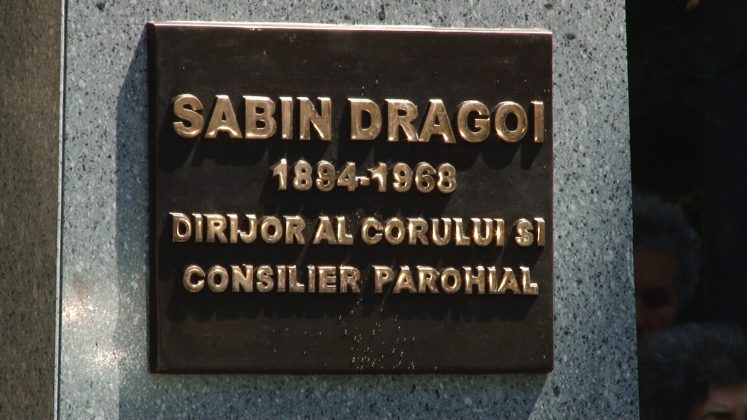 SABIN DRAGOI
1894-1968
DIRIJOR AL CORULUI SI
CONSILIER PAROHIAL